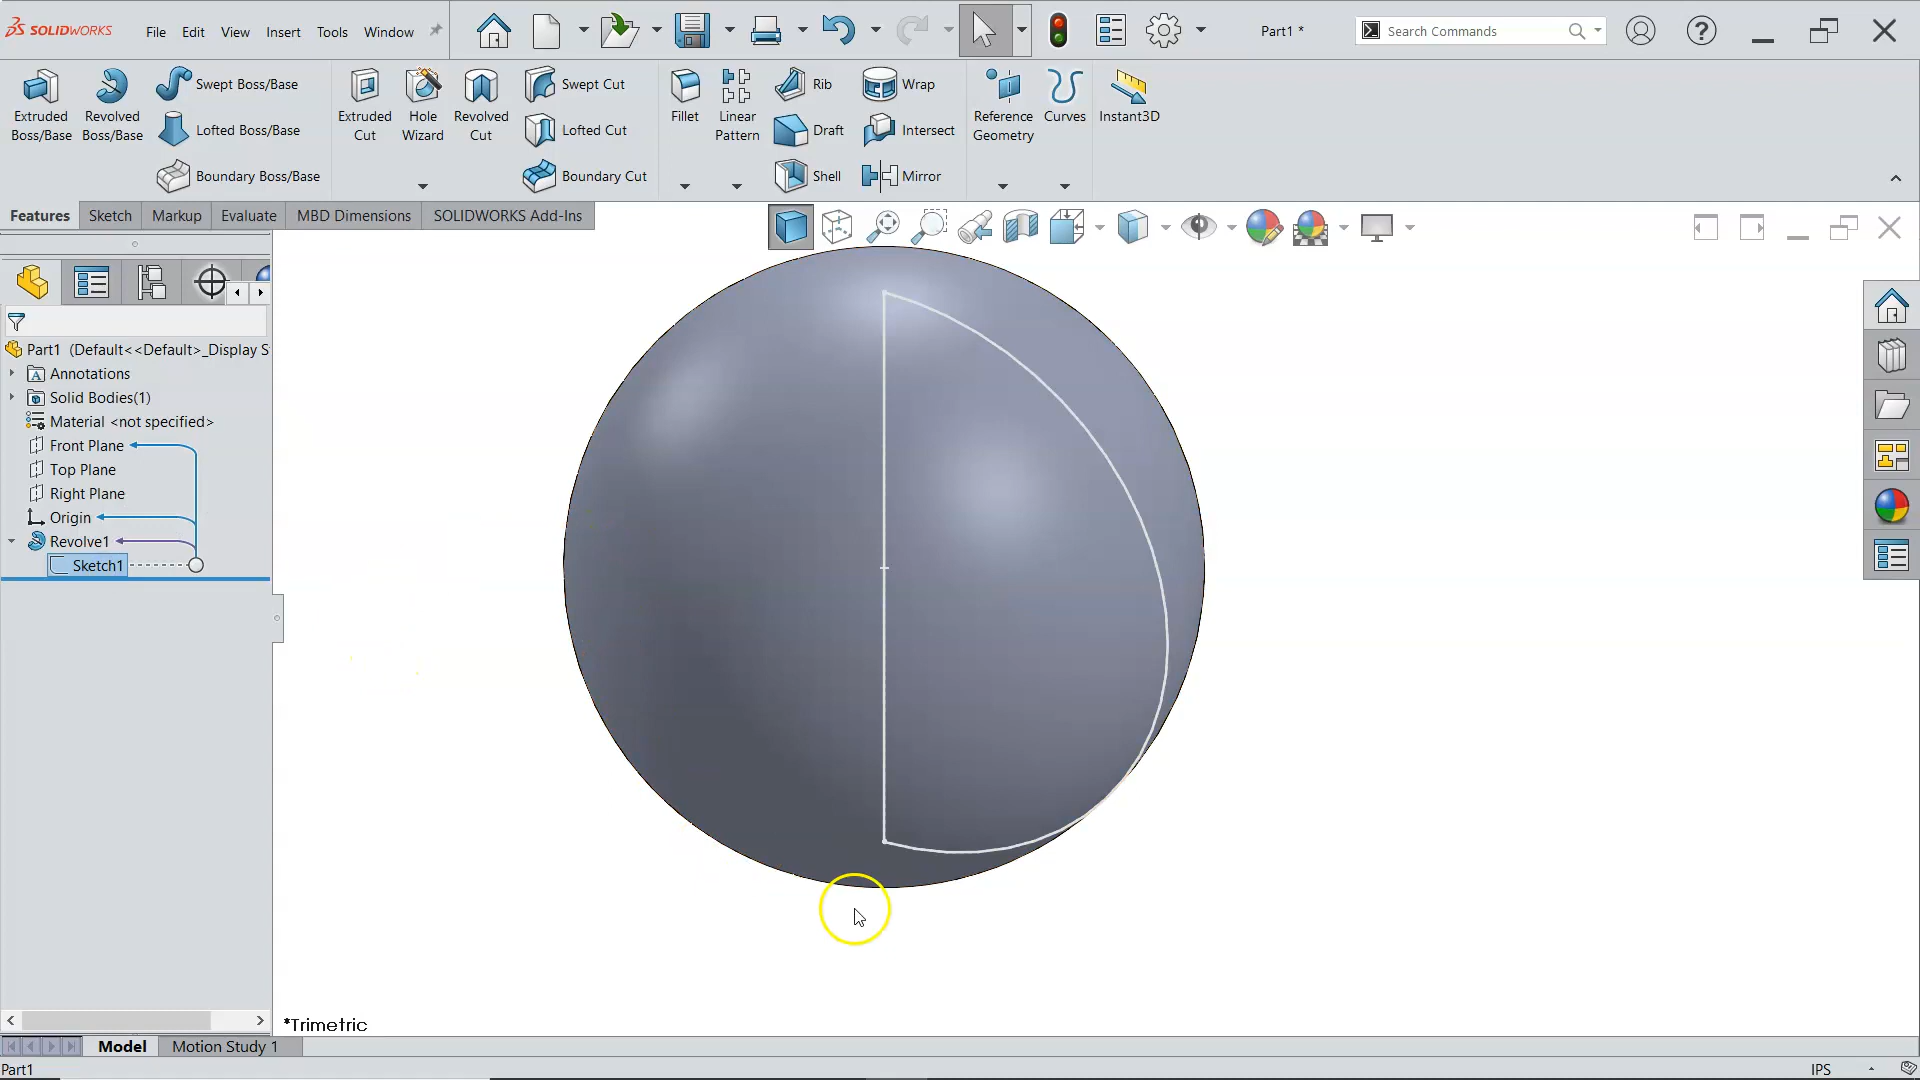 SOLIDWORKS File Edit View Insert Tools Window Part1 * Search Commands
Extruded Boss/Base
Revolved Boss/Base
Swept Boss/Base
Lofted Boss/Base
Boundary Boss/Base
Extruded Cut
Hole Wizard
Revolved Cut
Swept Cut
Lofted Cut
Boundary Cut
Fillet
Linear Pattern
Rib
Draft
Shell
Wrap
Intersect
Mirror
Reference Geometry
Curves
Instant3D
Features Sketch Markup Evaluate MBD Dimensions SOLIDWORKS Add-Ins
Part1 (Default<<Default>_Display S
Annotations
Solid Bodies(1)
Material <not specified>
Front Plane
Top Plane
Right Plane
Origin
Revolve1
Sketch1
*Trimetric
Model Motion Study 1
Part1 IPS